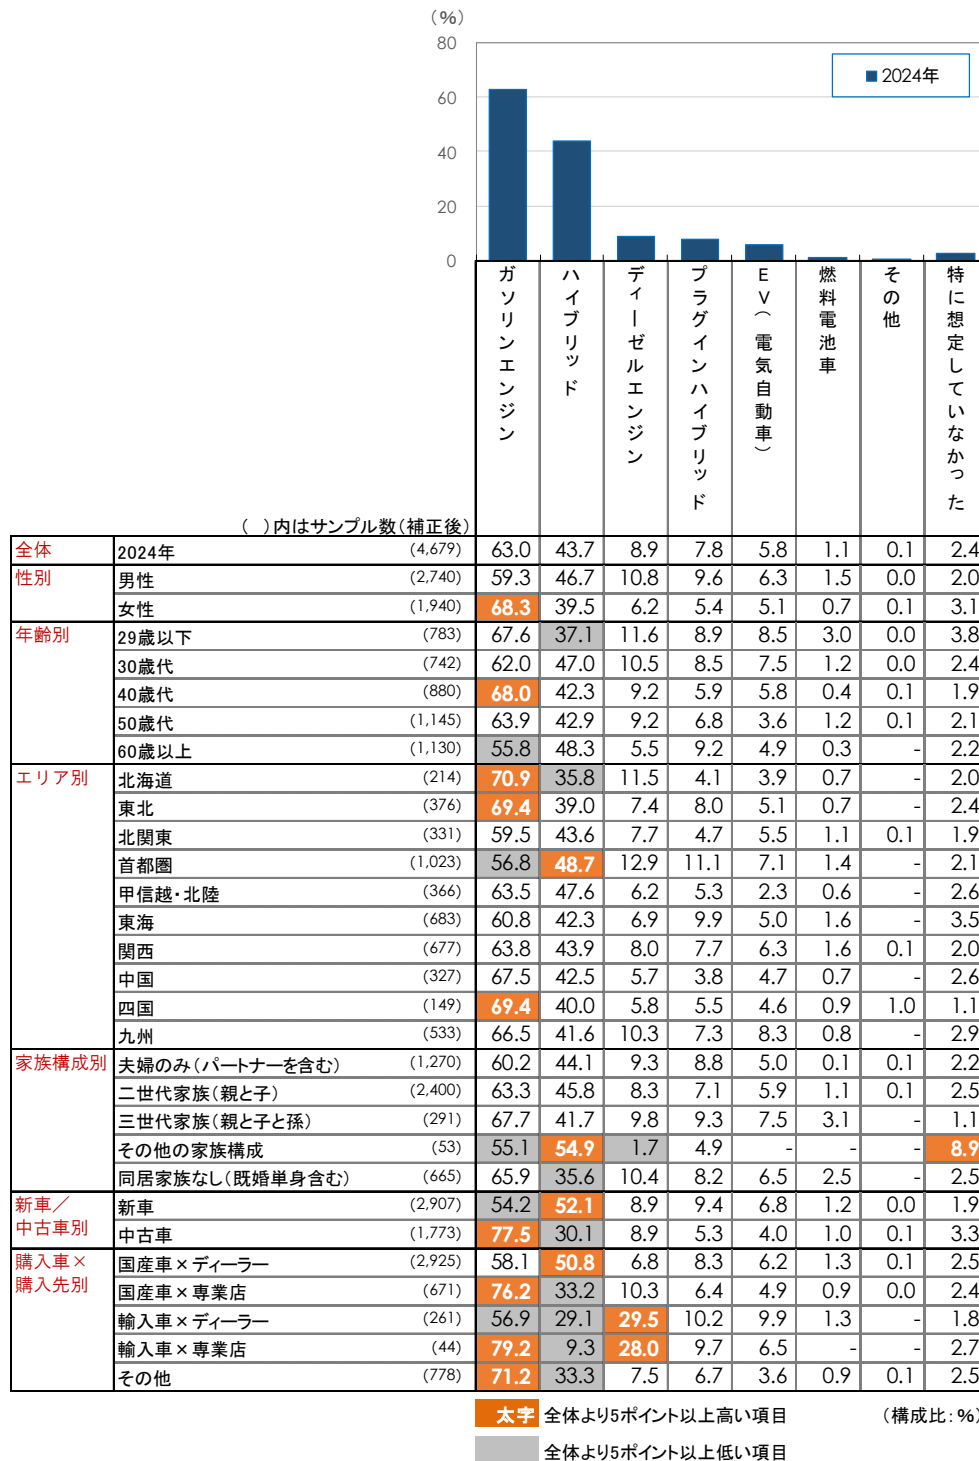 (%)
80
60
40
20
0
■ 2024年
ガソリンエンジン
ハイブリッド
ディーゼルエンジン
プラグインハイブリッド
EV(電気自動車)
燃料電池車
その他
特に想定していなかった
( )内はサンプル数(補正後)
全体 2024年 (4,679) 63.0 43.7 8.9 7.8 5.8 1.1 0.1 2.4
性別 男性 (2,740) 59.3 46.7 10.8 9.6 6.3 1.5 0.0 2.0
女性 (1,940) 68.3 39.5 6.2 5.4 5.1 0.7 0.1 3.1
年齢別 29歳以下 (783) 67.6 37.1 11.6 8.9 8.5 3.0 0.0 3.8
30歳代 (742) 62.0 47.0 10.5 8.5 7.5 1.2 0.0 2.4
40歳代 (880) 68.0 42.3 9.2 5.9 5.8 0.4 0.1 1.9
50歳代 (1,145) 63.9 42.9 9.2 6.8 3.6 1.2 0.1 2.1
60歳以上 (1,130) 55.8 48.3 5.5 9.2 4.9 0.3 - 2.2
エリア別 北海道 (214) 70.9 35.8 11.5 4.1 3.9 0.7 - 2.0
東北 (376) 69.4 39.0 7.4 8.0 5.1 0.7 - 2.4
北関東 (331) 59.5 43.6 7.7 4.7 5.5 1.1 0.1 1.9
首都圏 (1,023) 56.8 48.7 12.9 11.1 7.1 1.4 - 2.1
甲信越・北陸 (366) 63.5 47.6 6.2 5.3 2.3 0.6 - 2.6
東海 (683) 60.8 42.3 6.9 9.9 5.0 1.6 - 3.5
関西 (677) 63.8 43.9 8.0 7.7 6.3 1.6 0.1 2.0
中国 (327) 67.5 42.5 5.7 3.8 4.7 0.7 - 2.6
四国 (149) 69.4 40.0 5.8 5.5 4.6 0.9 1.0 1.1
九州 (533) 66.5 41.6 10.3 7.3 8.3 0.8 - 2.9
家族構成別 夫婦のみ(パートナーを含む) (1,270) 60.2 44.1 9.3 8.8 5.0 0.1 0.1 2.2
二世代家族(親と子) (2,400) 63.3 45.8 8.3 7.1 5.9 1.1 0.1 2.5
三世代家族(親と子と孫) (291) 67.7 41.7 9.8 9.3 7.5 3.1 - 1.1
その他の家族構成 (53) 55.1 54.9 1.7 4.9 - - - 8.9
同居家族なし(既婚単身含む) (665) 65.9 35.6 10.4 8.2 6.5 2.5 - 2.5
新車/ 新車 (2,907) 54.2 52.1 8.9 9.4 6.8 1.2 0.0 1.9
中古車別 中古車 (1,773) 77.5 30.1 8.9 5.3 4.0 1.0 0.1 3.3
購入車× 国産車×ディーラー (2,925) 58.1 50.8 6.8 8.3 6.2 1.3 0.1 2.5
購入先別 国産車×専業店 (671) 76.2 33.2 10.3 6.4 4.9 0.9 0.0 2.4
輸入車×ディーラー (261) 56.9 29.1 29.5 10.2 9.9 1.3 - 1.8
輸入車×専業店 (44) 79.2 9.3 28.0 9.7 6.5 - - 2.7
その他 (778) 71.2 33.3 7.5 6.7 3.6 0.9 0.1 2.5
太字 全体より5ポイント以上高い項目 (構成比:%)
全体より5ポイント以上低い項目